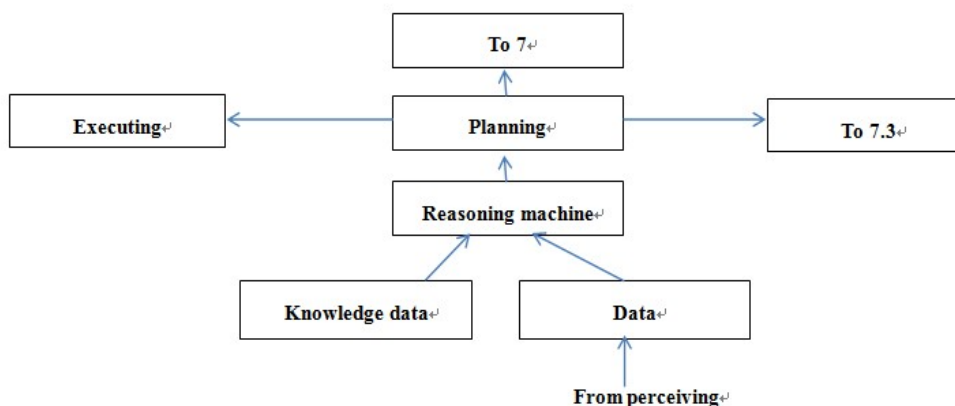 To 7↵
Executing↵
Planning↵
To 7.3↵
Reasoning machine↵
Knowledge data↵
Data↵
From perceiving↵